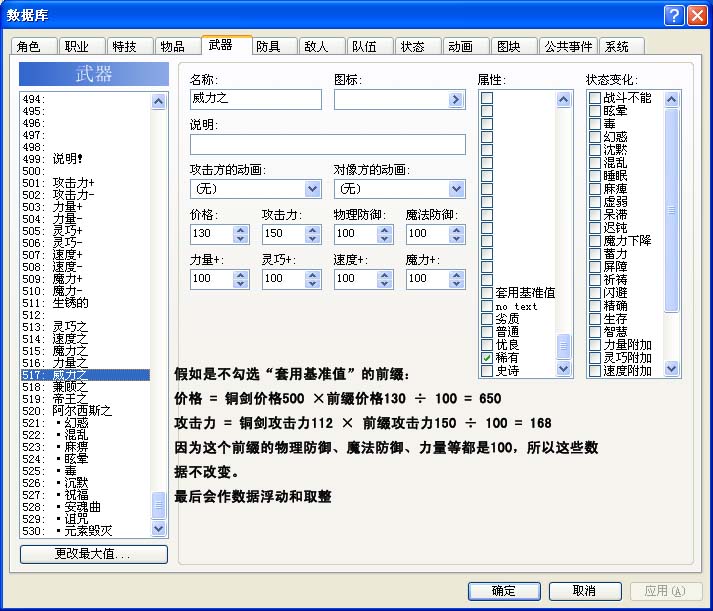 数据库
角色 职业 特技 物品 武器 防具 敌人 队伍 状态 动画 图块 公共事件 系统
武器
494:
495:
496:
497:
498:
499: 说明!
500:
501: 攻击力+
502: 攻击力-
503: 力量+
504: 力量-
505: 灵巧+
506: 灵巧-
507: 速度+
508: 速度-
509: 魔力+
510: 魔力-
511: 生锈的
512:
513: 灵巧之
514: 速度之
515: 魔力之
516: 力量之
517: 威力之
518: 兼顾之
519: 帝王之
520: 阿尔西斯之
521: ・幻惑
522: ・混乱
523: ・麻痹
524: ・眩晕
525: ・毒
526: ・沉默
527: ・祝福
528: ・安魂曲
529: ・诅咒
530: ・元素毁灭
更改最大值...
名称:
威力之
图标:
说明:
攻击方的动画:
(无)
对像方的动画:
(无)
价格: 攻击力: 物理防御: 魔法防御:
130 150 100 100
力量+: 灵巧+: 速度+: 魔力+:
100 100 100 100
属性:
套用基准值
no text
劣质
普通
优良
稀有
史诗
状态变化:
战斗不能
眩晕
毒
幻惑
沈默
混乱
睡眠
麻痺
虚弱
呆滞
迟钝
魔力下降
蓄力
屏障
祈祷
闪避
精确
生存
智慧
力量附加
灵巧附加
速度附加
假如是不勾选“套用基准值”的前缀:
价格 = 铜剑价格500 ×前缀价格130 ÷ 100 = 650
攻击力 = 铜剑攻击力112 × 前缀攻击力150 ÷ 100 = 168
因为这个前缀的物理防御、魔法防御、力量等都是100，所以这些数
据不改变。
最后会作数据浮动和取整
确定 取消 应用(A)